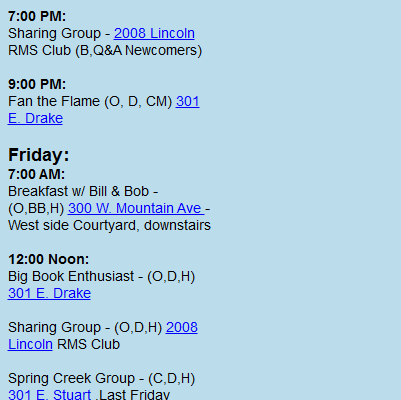 7:00 PM:
Sharing Group - 2008 Lincoln
RMS Club (B,Q&A Newcomers)
9:00 PM:
Fan the Flame (O, D, CM) 301
E. Drake
Friday:
7:00 AM:
Breakfast w/ Bill & Bob -
(O,BB,H) 300 W. Mountain Ave -
West side Courtyard, downstairs
12:00 Noon:
Big Book Enthusiast - (O,D,H)
301 E. Drake
Sharing Group - (O,D,H) 2008
Lincoln RMS Club
Spring Creek Group - (C,D,H)
301 E. Stuart .Last Friday